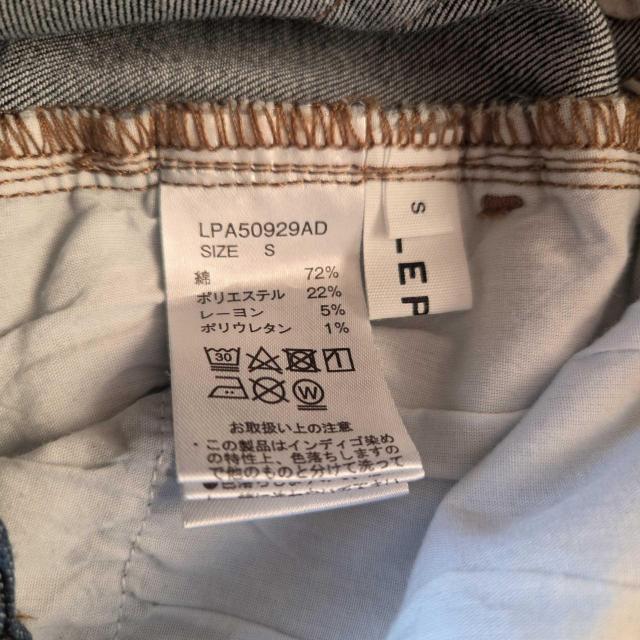 LPA50929AD
SIZE S
綿 72%
ポリエステル 22%
レーヨン 5%
ポリウレタン 1%
30
W
お取扱い上の注意
・この製品はインディゴ染め
の特性上、色落ちしますの
で他のものと分けて洗って
S
LEP